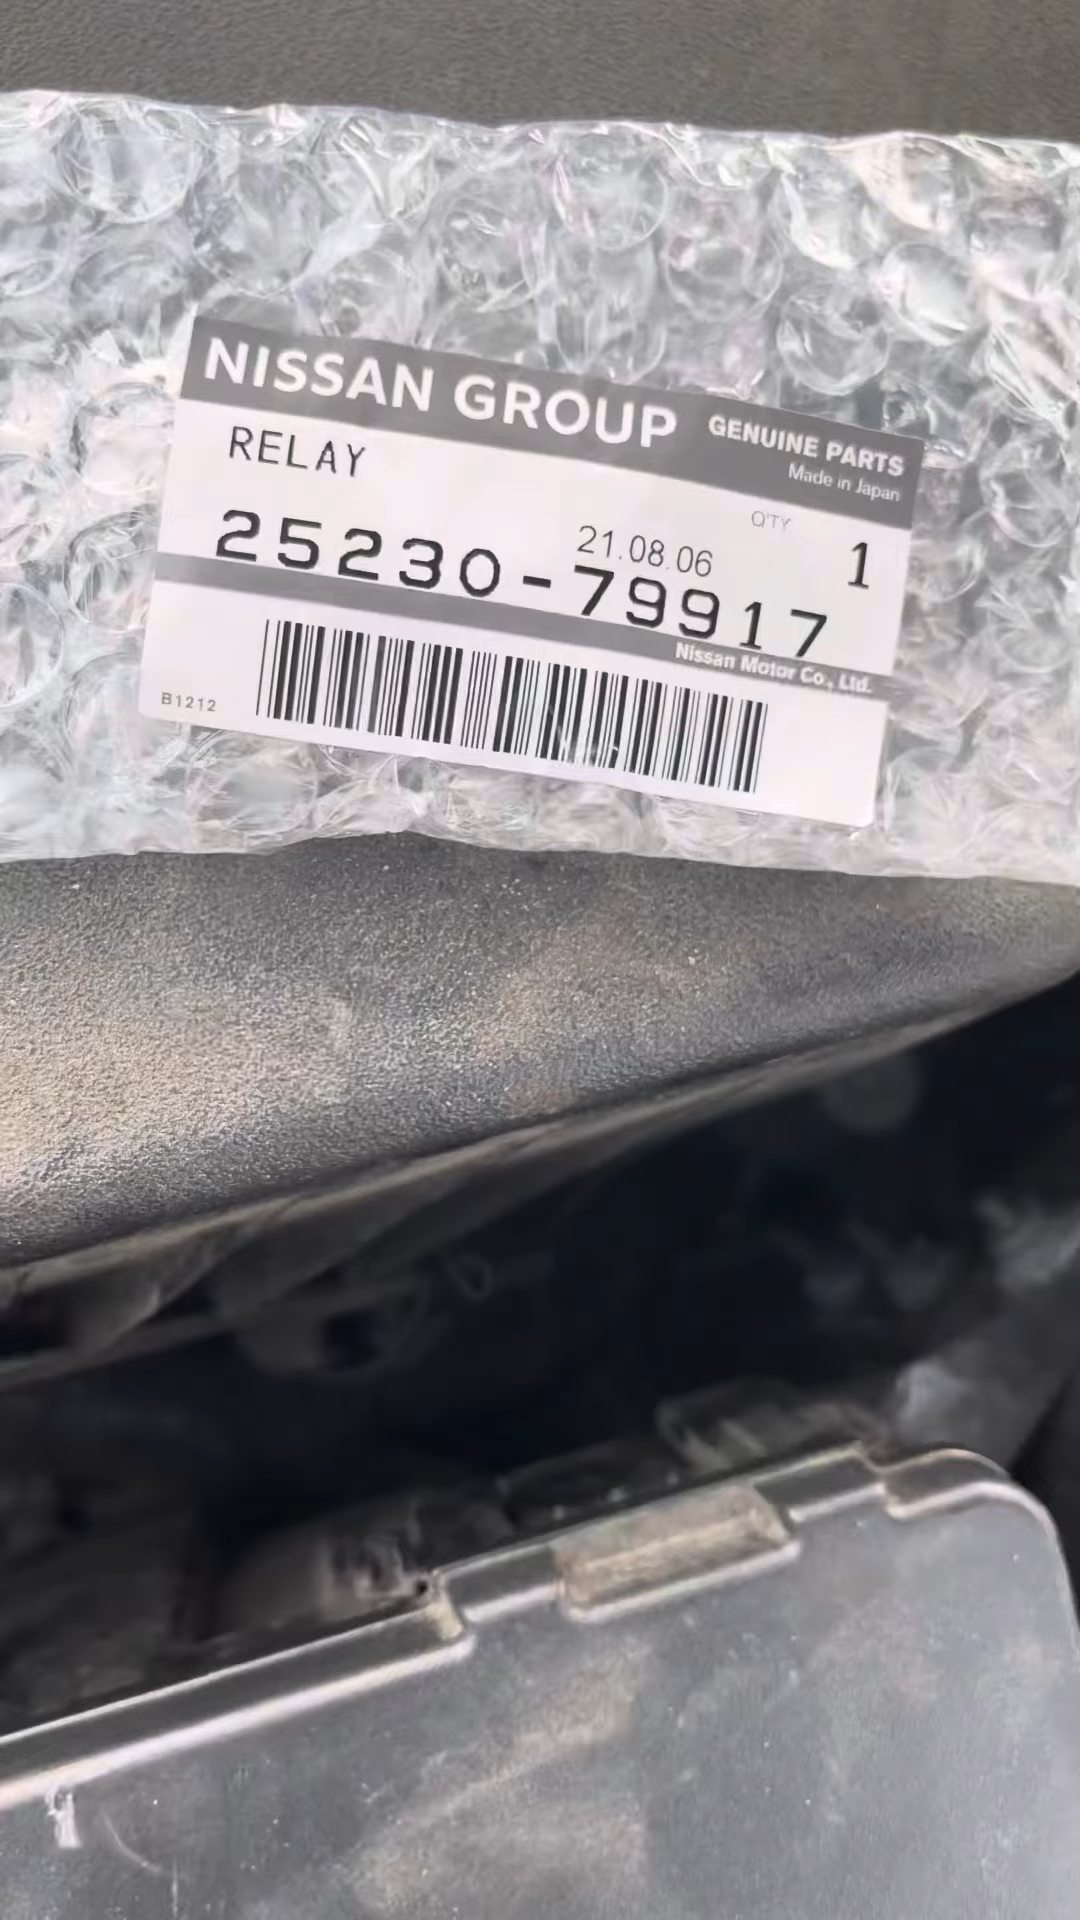 NISSAN GROUP GENUINE PARTS
Made in Japan
RELAY
Q'TY
21.08.06 1
25230-79917
Nissan Motor Co., Ltd.
B1212